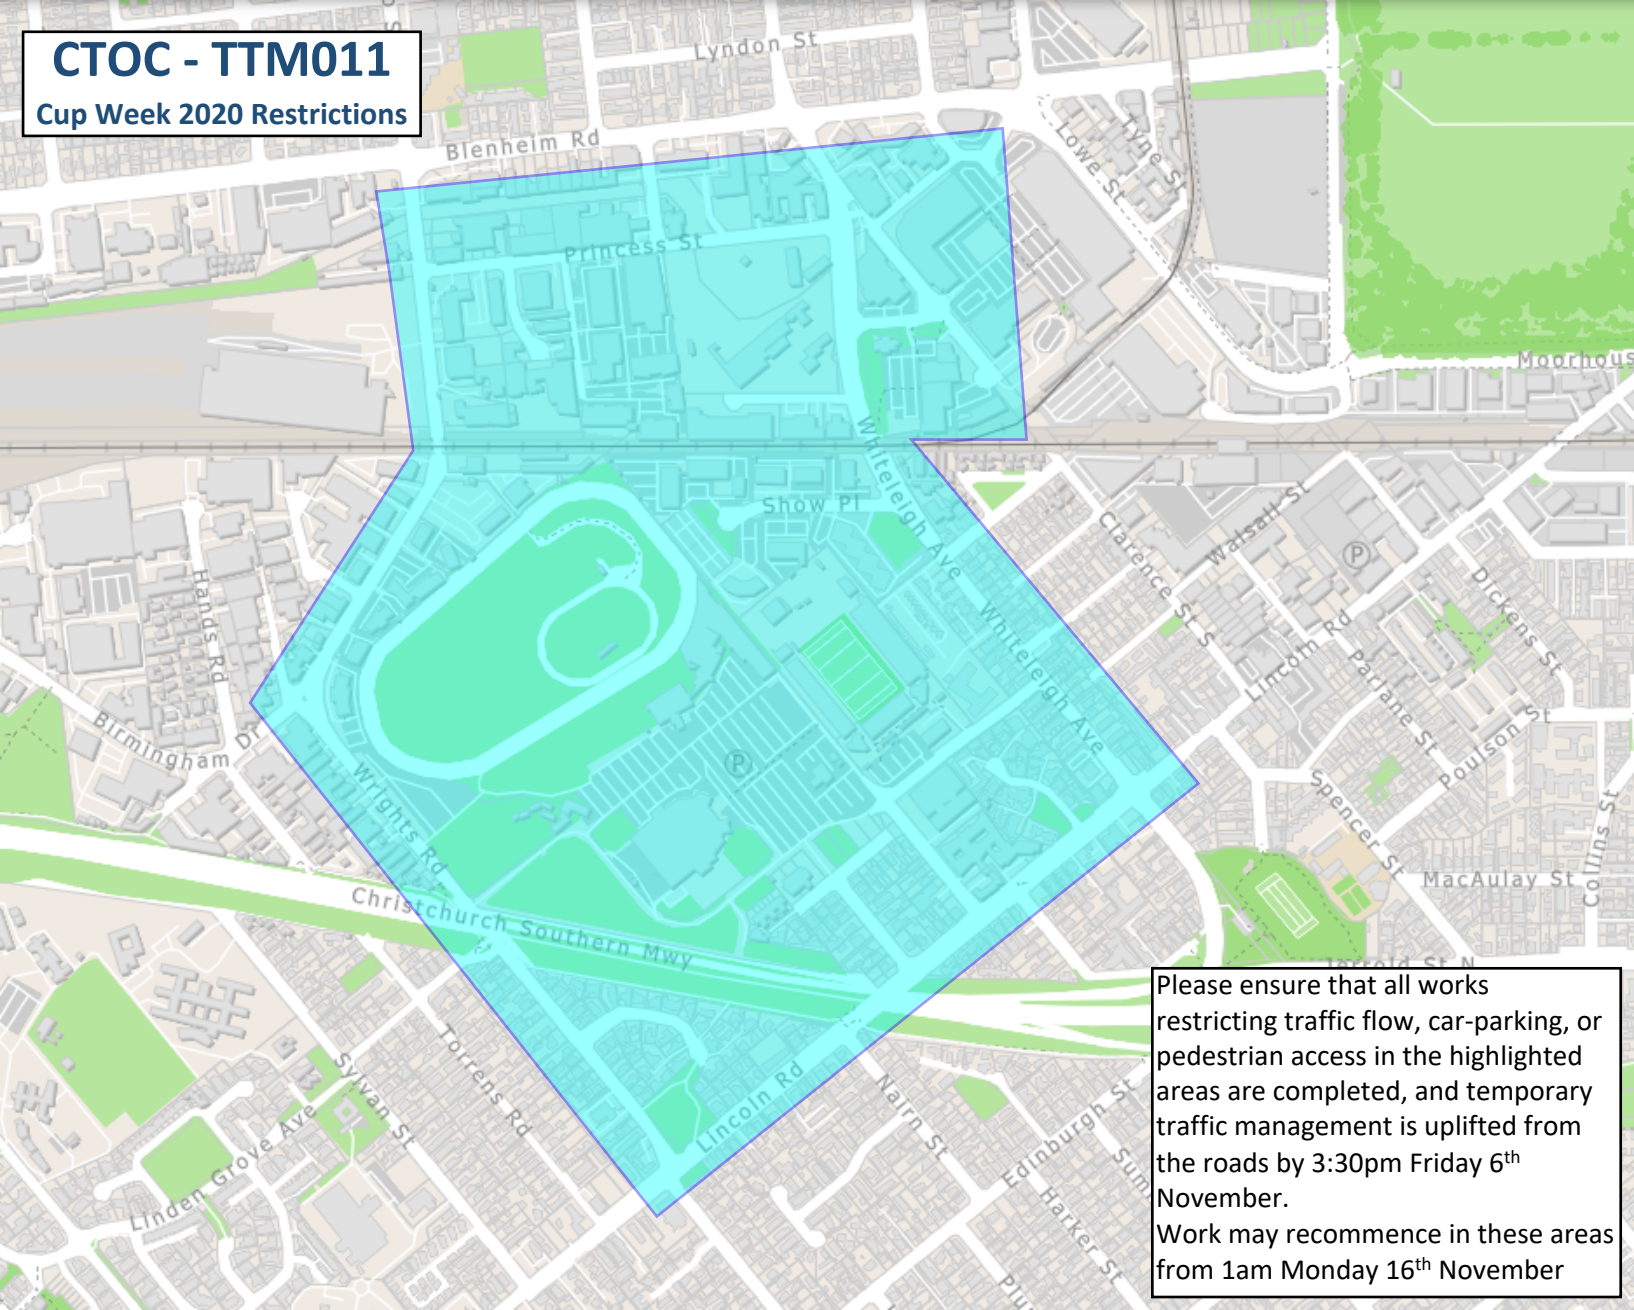 CTOC - TTM011
Cup Week 2020 Restrictions
Lyndon St
Blenheim Rd
Lowe St
Tyne St
Princess St
Moorhous
Whiteleigh Ave
Show Pl
Clarence St S
Walsall St
P
Dickens St
Hands Rd
Whiteleigh Ave
Lincoln Rd
Parlane St
Poulson St
Birmingham Dr
Wrights Rd
P
Spencer St
Collins St
MacAulay St
Christchurch Southern Mwy
Jerrold St N
Torrens Rd
Sylvan St
Lincoln Rd
Nairn St
Edinburgh St
Linden Grove Ave
Harker St
Sum
Plu
Please ensure that all works
restricting traffic flow, car-parking, or
pedestrian access in the highlighted
areas are completed, and temporary
traffic management is uplifted from
the roads by 3:30pm Friday 6th
November.
Work may recommence in these areas
from 1am Monday 16th November